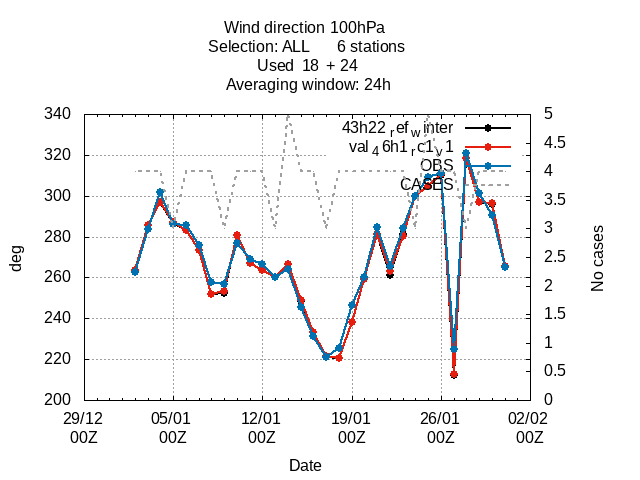 Wind direction 100hPa
Selection: ALL 6 stations
Used 18 + 24
Averaging window: 24h
340
320
300
280
260
240
220
200
deg
5
4.5
4
3.5
3
2.5
2
1.5
1
0.5
0
No cases
43h22ref winter
val46h1rc1v1
OBS
CASES
29/12 05/01 12/01 19/01 26/01 02/02
00Z 00Z 00Z 00Z 00Z 00Z
Date